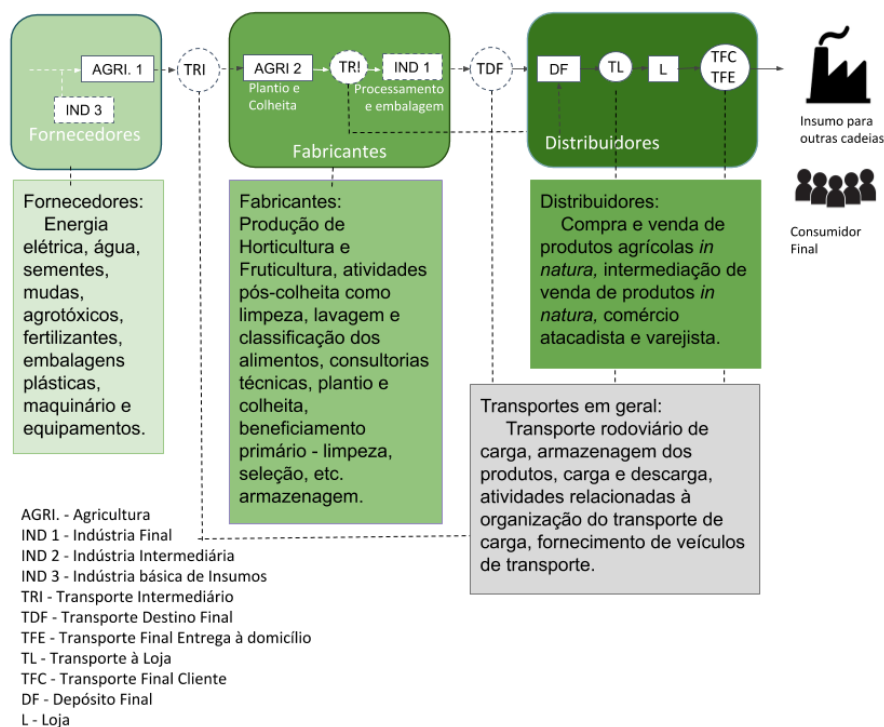 AGRI. 1
IND 3
Fornecedores
TRI
AGRI 2
Plantio e
Colheita
TRI
IND 1
Processamento
e embalagem
Fabricantes
TDF
DF
TL
L
TFC
TFE
Distribuidores
Insumo para
outras cadeias
Consumidor
Final
Fornecedores:
Energia
elétrica, água,
sementes,
mudas,
agrotóxicos,
fertilizantes,
embalagens
plásticas,
maquinário e
equipamentos.
Fabricantes:
Produção de
Horticultura e
Fruticultura, atividades
pós-colheita como
limpeza, lavagem e
classificação dos
alimentos, consultorias
técnicas, plantio e
colheita,
beneficiamento
primário - limpeza,
seleção, etc.
armazenagem.
Distribuidores:
Compra e venda de
produtos agrícolas in
natura, intermediação de
venda de produtos in
natura, comércio
atacadista e varejista.
Transportes em geral:
Transporte rodoviário de
carga, armazenagem dos
produtos, carga e descarga,
atividades relacionadas à
organização do transporte de
carga, fornecimento de veículos
de transporte.
AGRI. - Agricultura
IND 1 - Indústria Final
IND 2 - Indústria Intermediária
IND 3 - Indústria básica de Insumos
TRI - Transporte Intermediário
TDF - Transporte Destino Final
TFE - Transporte Final Entrega à domicílio
TL - Transporte à Loja
TFC - Transporte Final Cliente
DF - Depósito Final
L - Loja